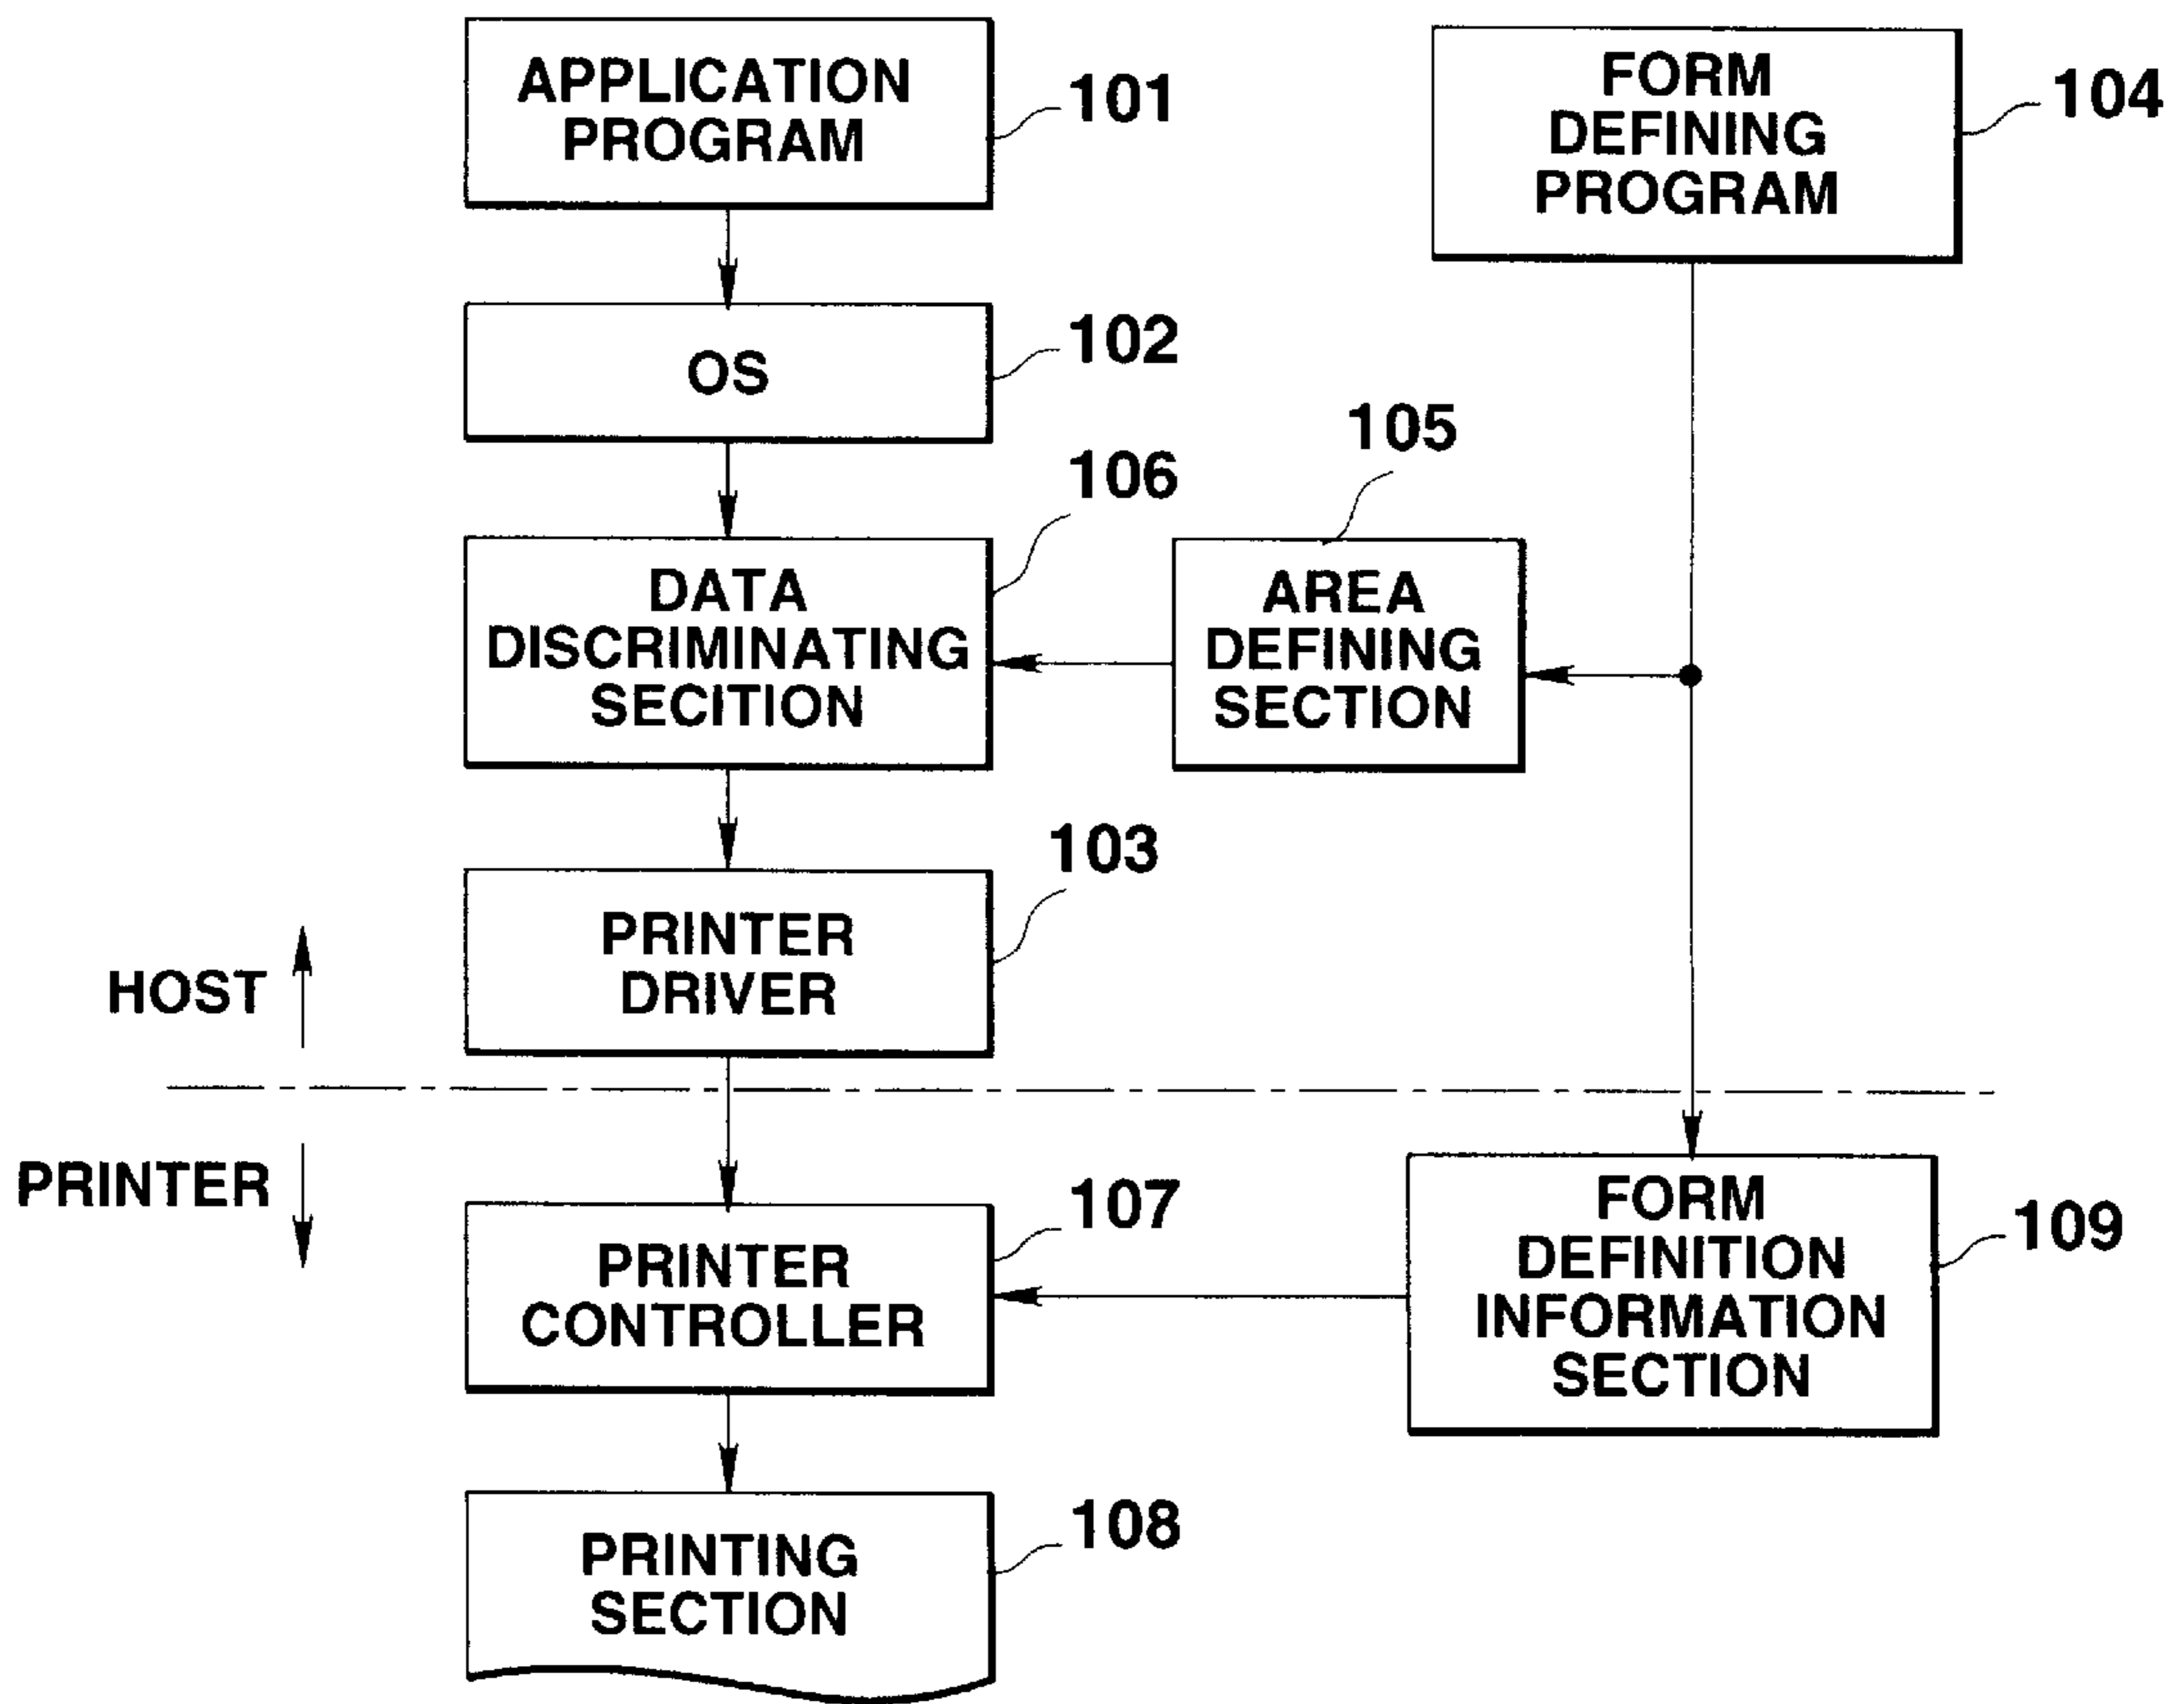 APPLICATION
PROGRAM
101
FORM
DEFINING
PROGRAM
104
OS
102
105
106
DATA
DISCRIMINATING
SECITION
AREA
DEFINING
SECTION
103
PRINTER
DRIVER
HOST
PRINTER
107
PRINTER
CONTROLLER
FORM
DEFINITION
INFORMATION
SECTION
109
108
PRINTING
SECTION